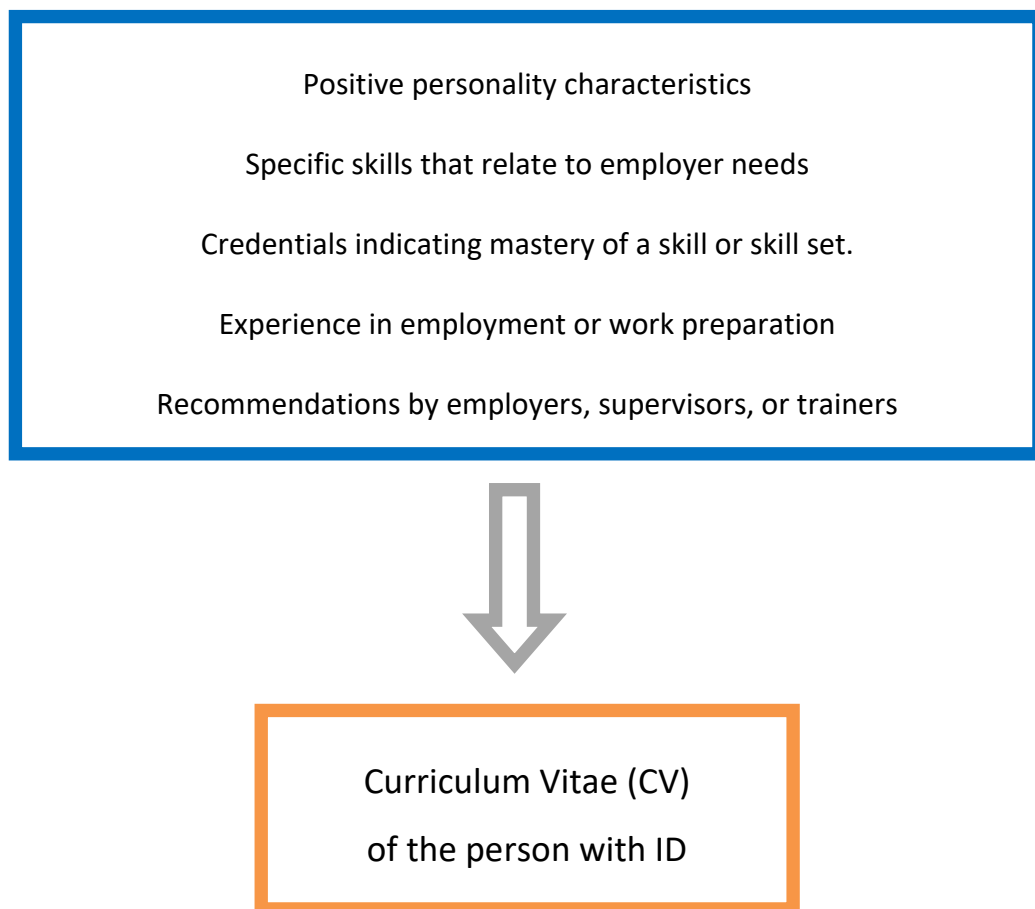 Positive personality characteristics
Specific skills that relate to employer needs
Credentials indicating mastery of a skill or skill set.
Experience in employment or work preparation
Recommendations by employers, supervisors, or trainers
Curriculum Vitae (CV)
of the person with ID